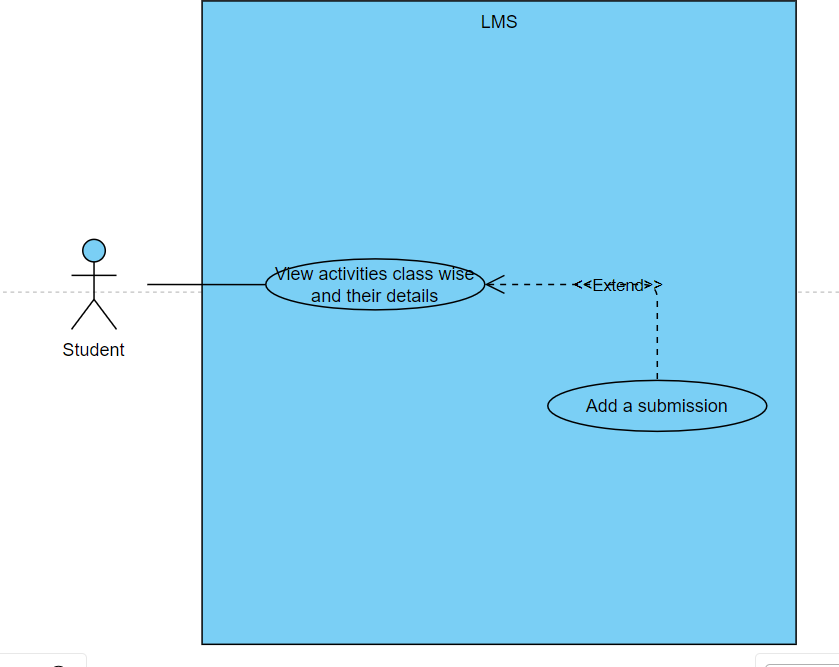 LMS
View activities class wise
and their details
<<Extend>>
Add a submission
Student